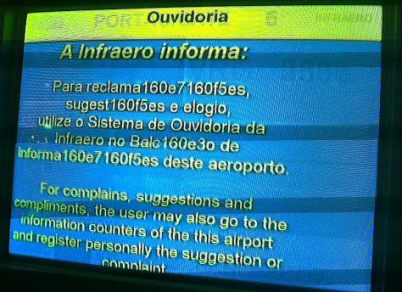 Ouvidoria
A Infraero informa:
Para reclama160e7160f5es,
sugest160f5es e elogio,
utilize o Sistema de Ouvidoria da
Infraero no Balc160e3o de
Informa160e7160f5es deste aeroporto.
For complains, suggestions and
compliments, the user may also go to the
information counters of the this airport
and register personally the suggestion or
complaint